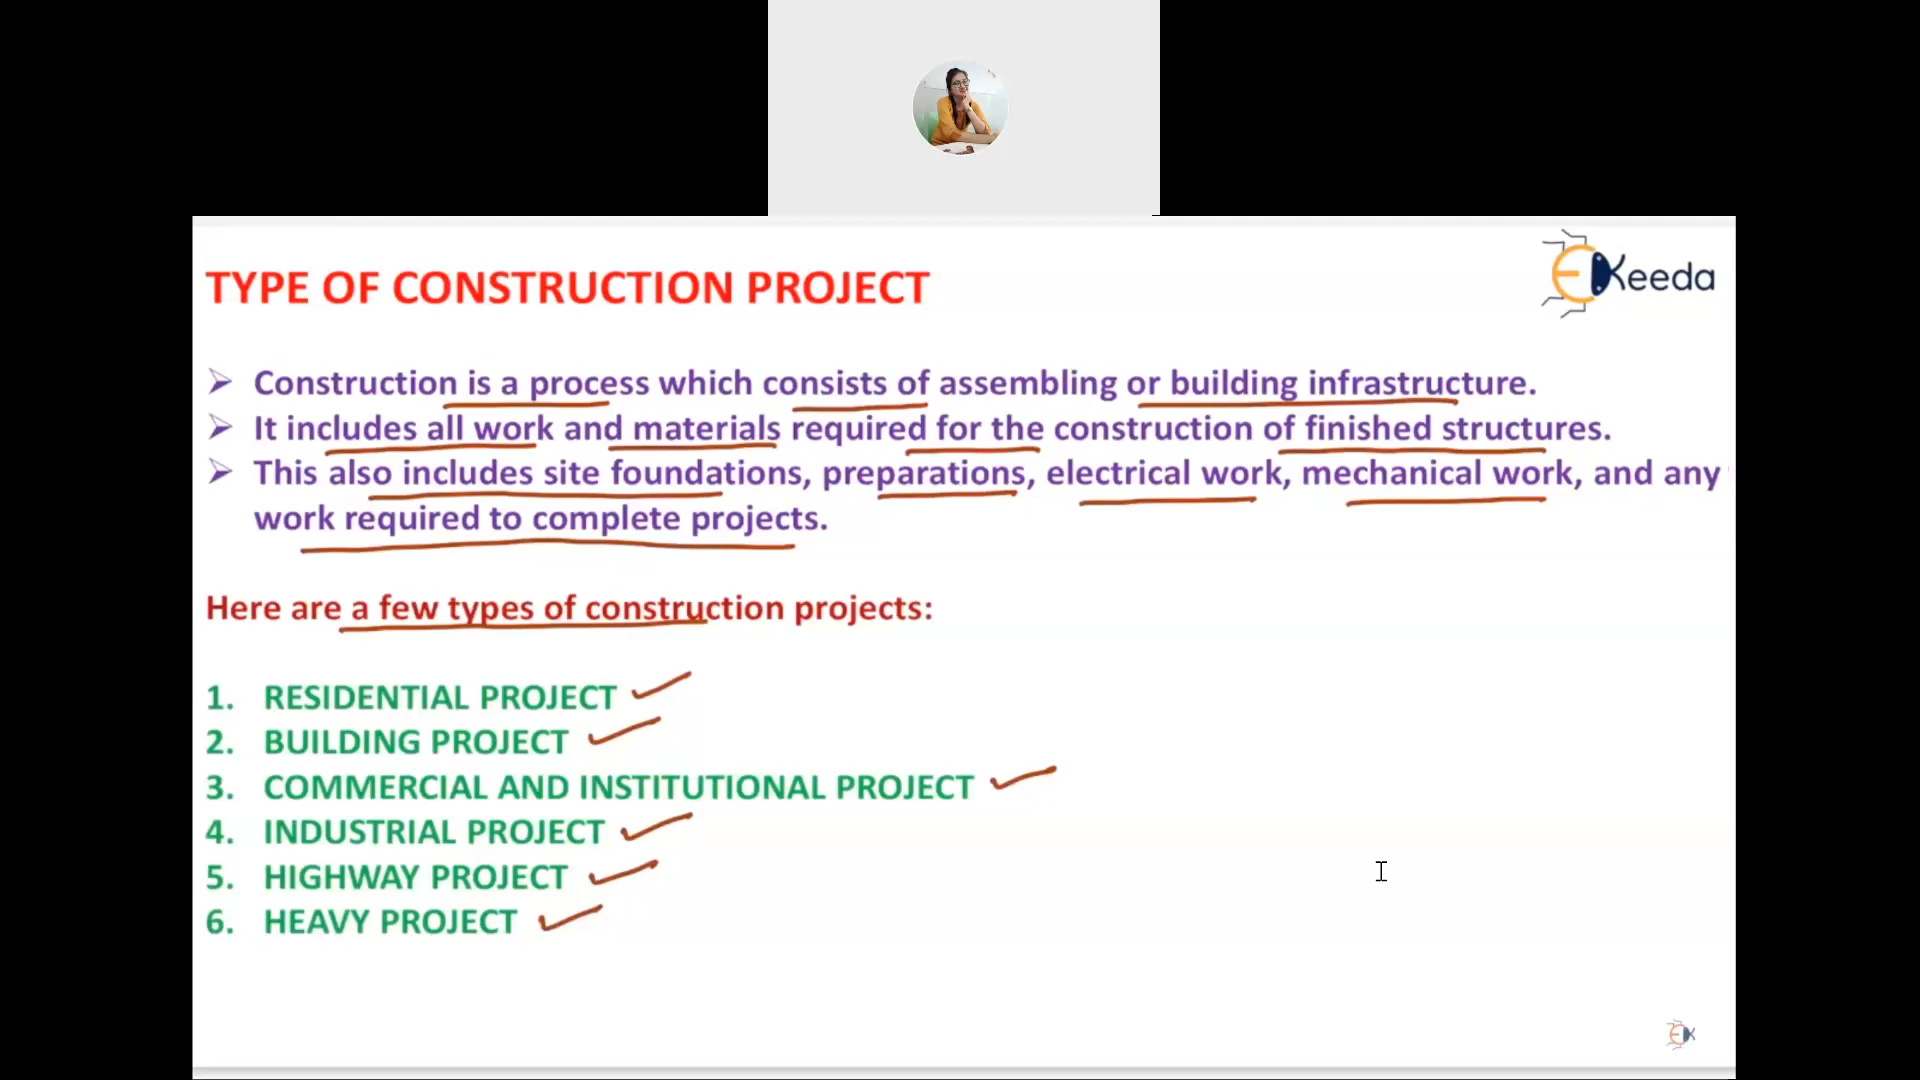 EKeeda
TYPE OF CONSTRUCTION PROJECT
➢ Construction is a process which consists of assembling or building infrastructure.
➢ It includes all work and materials required for the construction of finished structures.
➢ This also includes site foundations, preparations, electrical work, mechanical work, and any
work required to complete projects.
Here are a few types of construction projects:
1. RESIDENTIAL PROJECT
2. BUILDING PROJECT
3. COMMERCIAL AND INSTITUTIONAL PROJECT
4. INDUSTRIAL PROJECT
5. HIGHWAY PROJECT
6. HEAVY PROJECT
EK